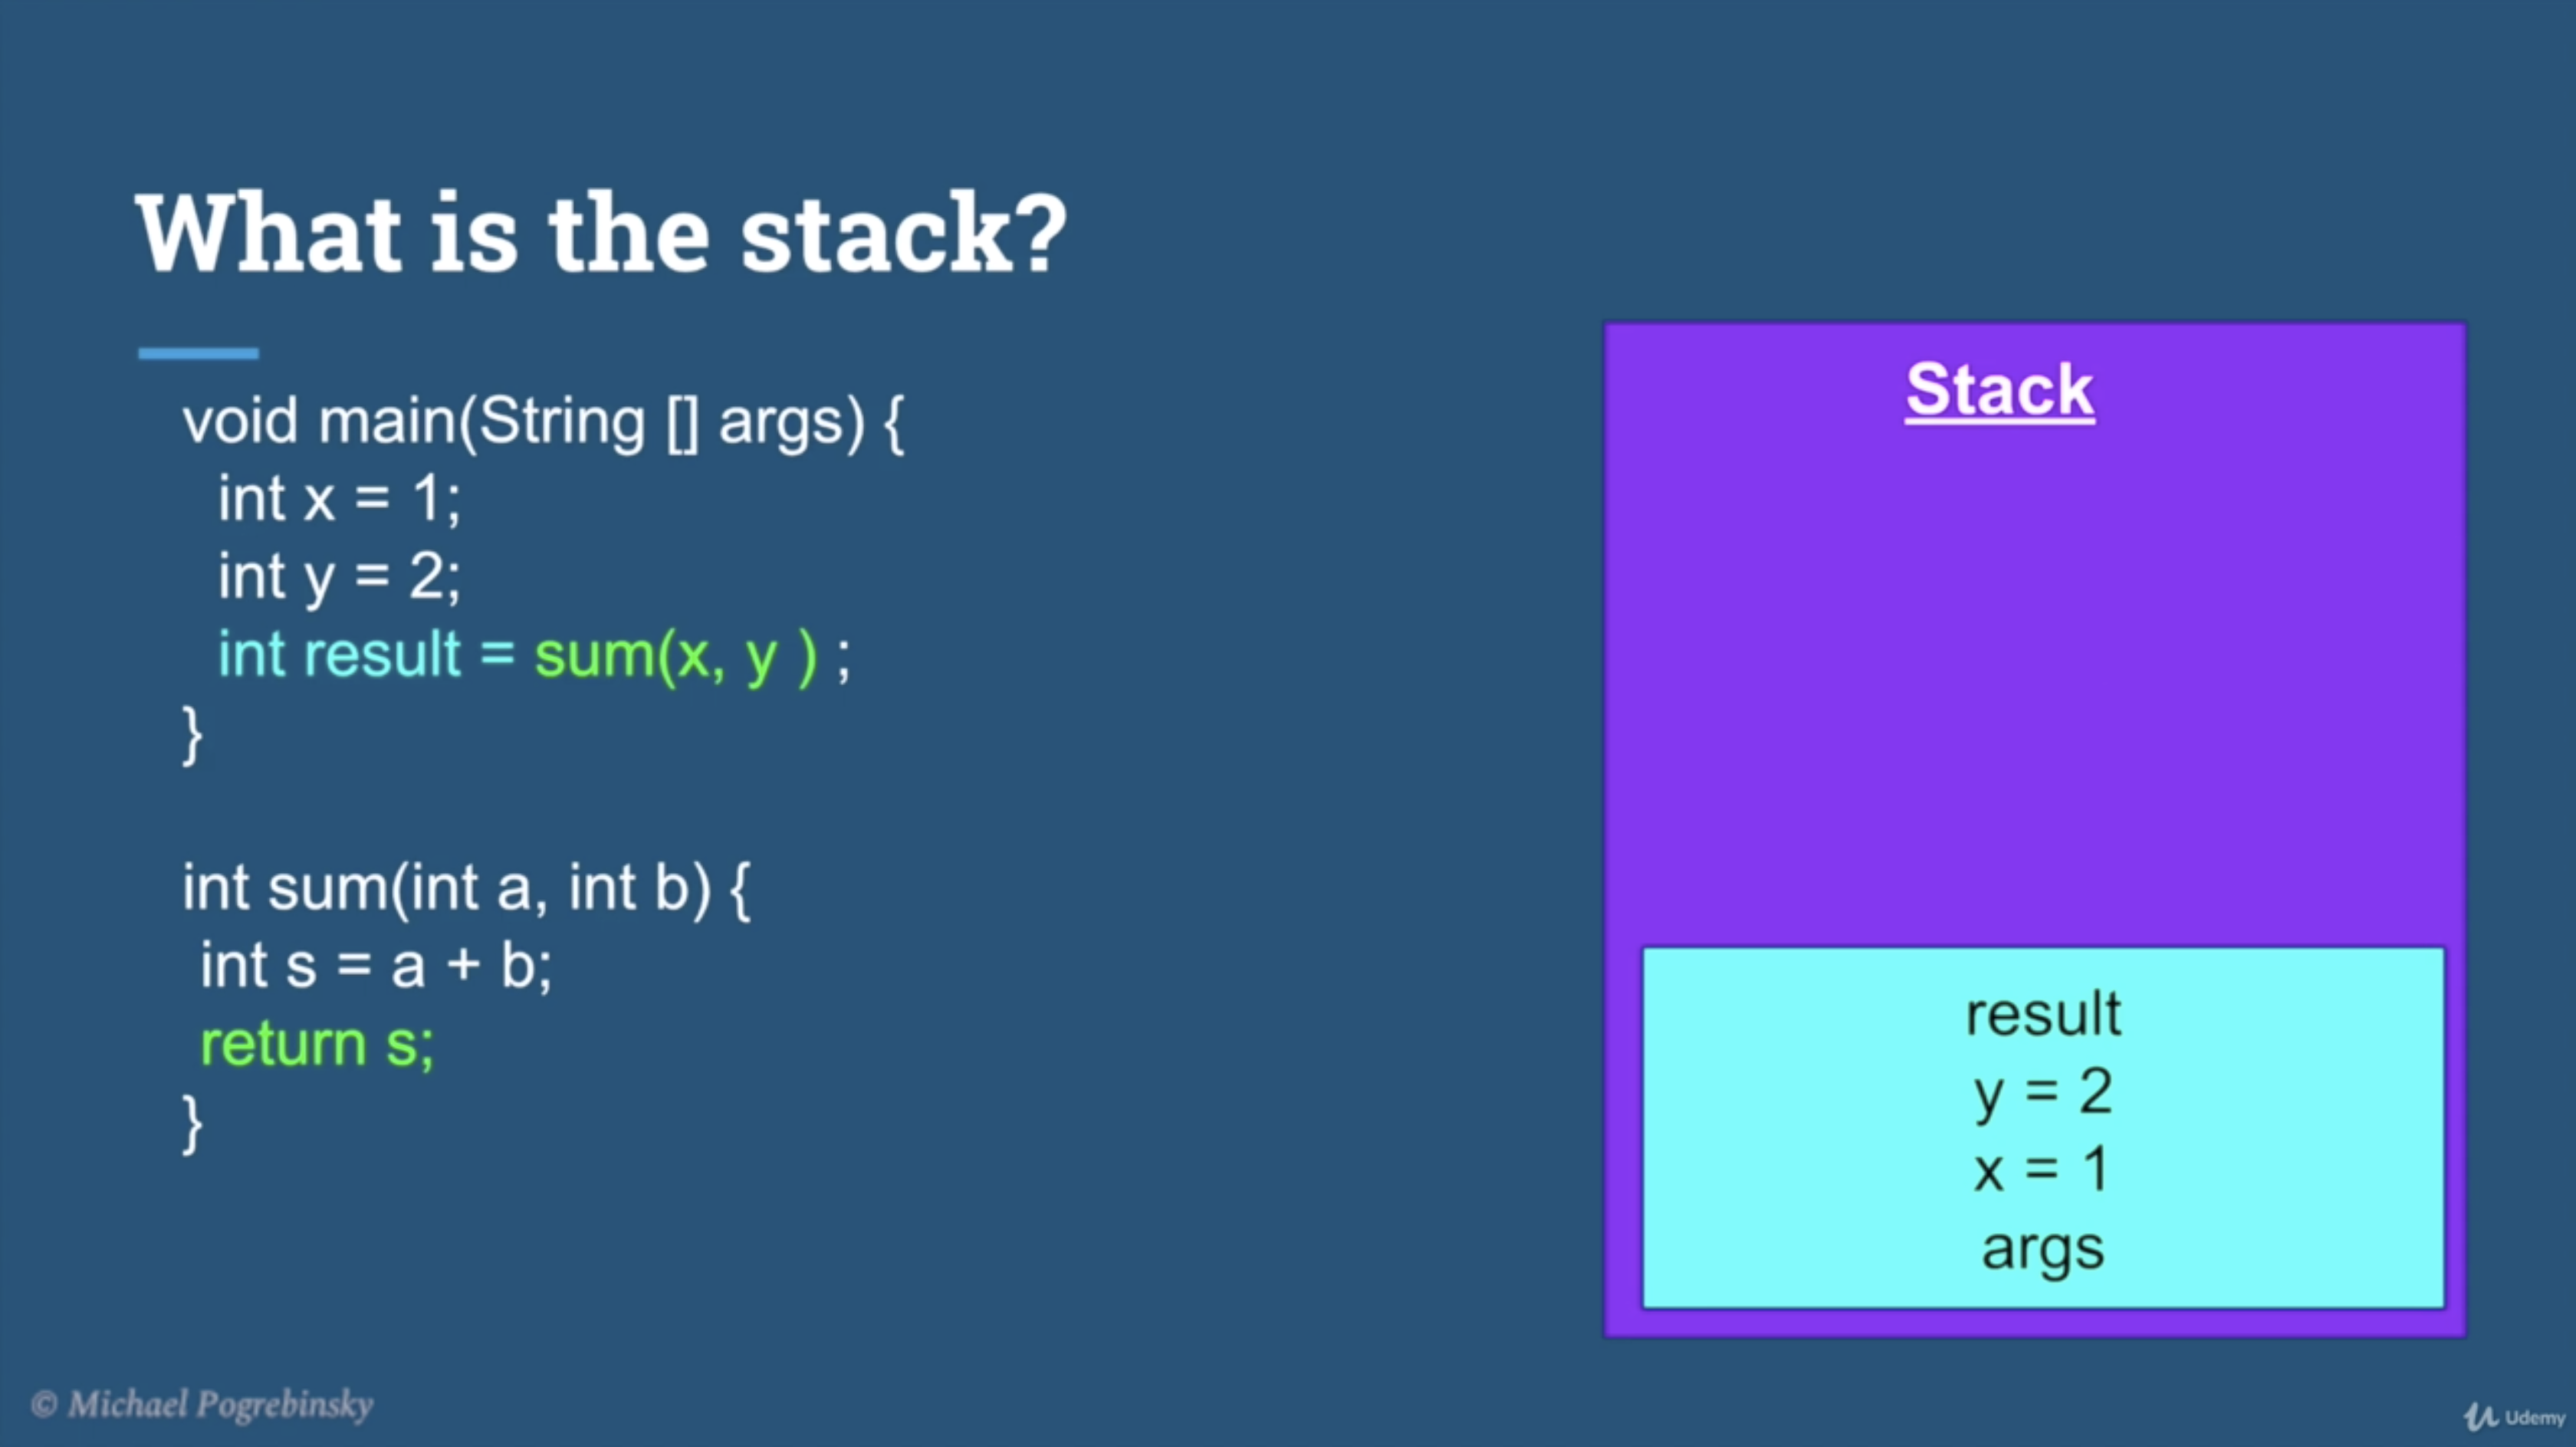 What is the stack?
void main(String [] args) {
int x = 1;
int y = 2;
int result = sum(x, y ) ;
}
int sum(int a, int b) {
int s = a + b;
return s;
}
Stack
result
y = 2
x = 1
args
© Michael Pogrebinsky
Udemy